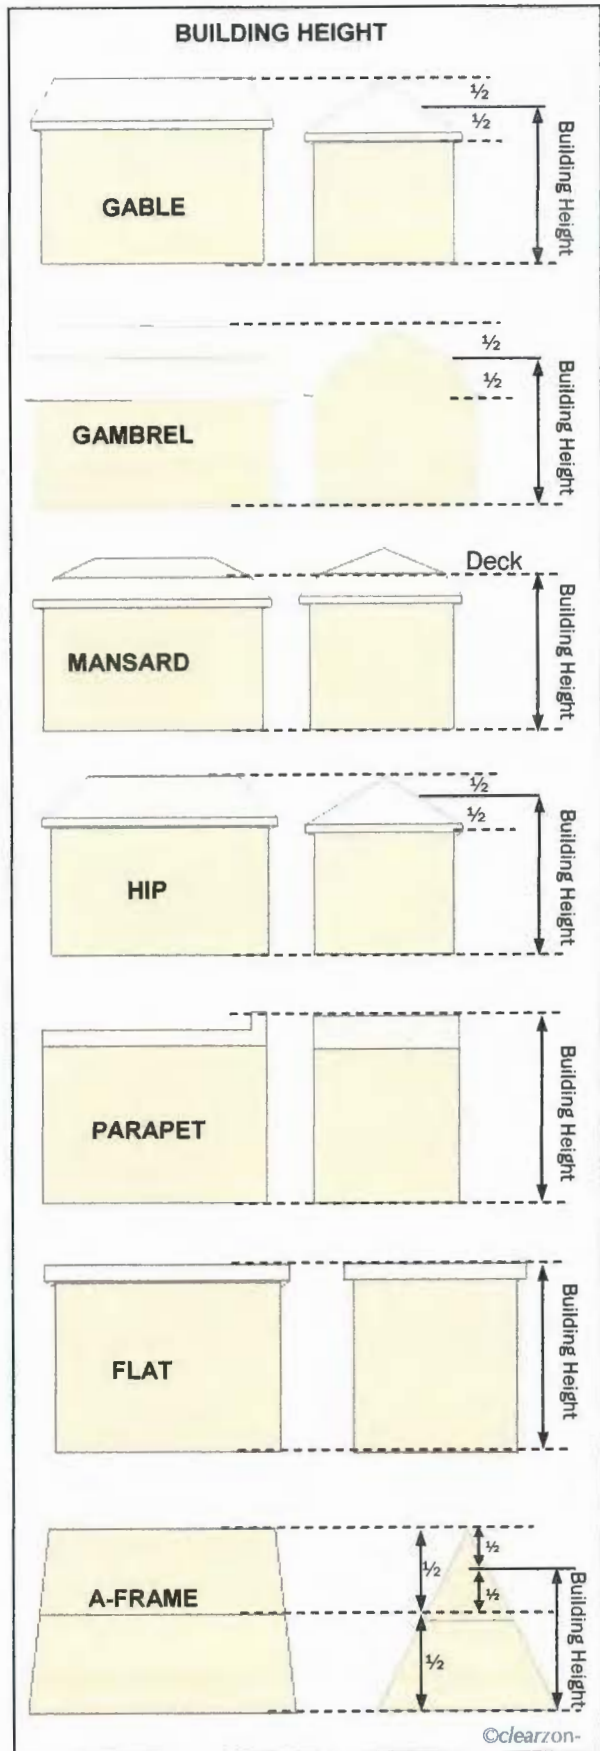 BUILDING HEIGHT
½
½
GABLE
Building Height
½
½
GAMBREL
Building Height
Deck
MANSARD
Building Height
½
½
HIP
Building Height
PARAPET
Building Height
FLAT
Building Height
½
½
½
½
A-FRAME
Building Height
©clearzon-